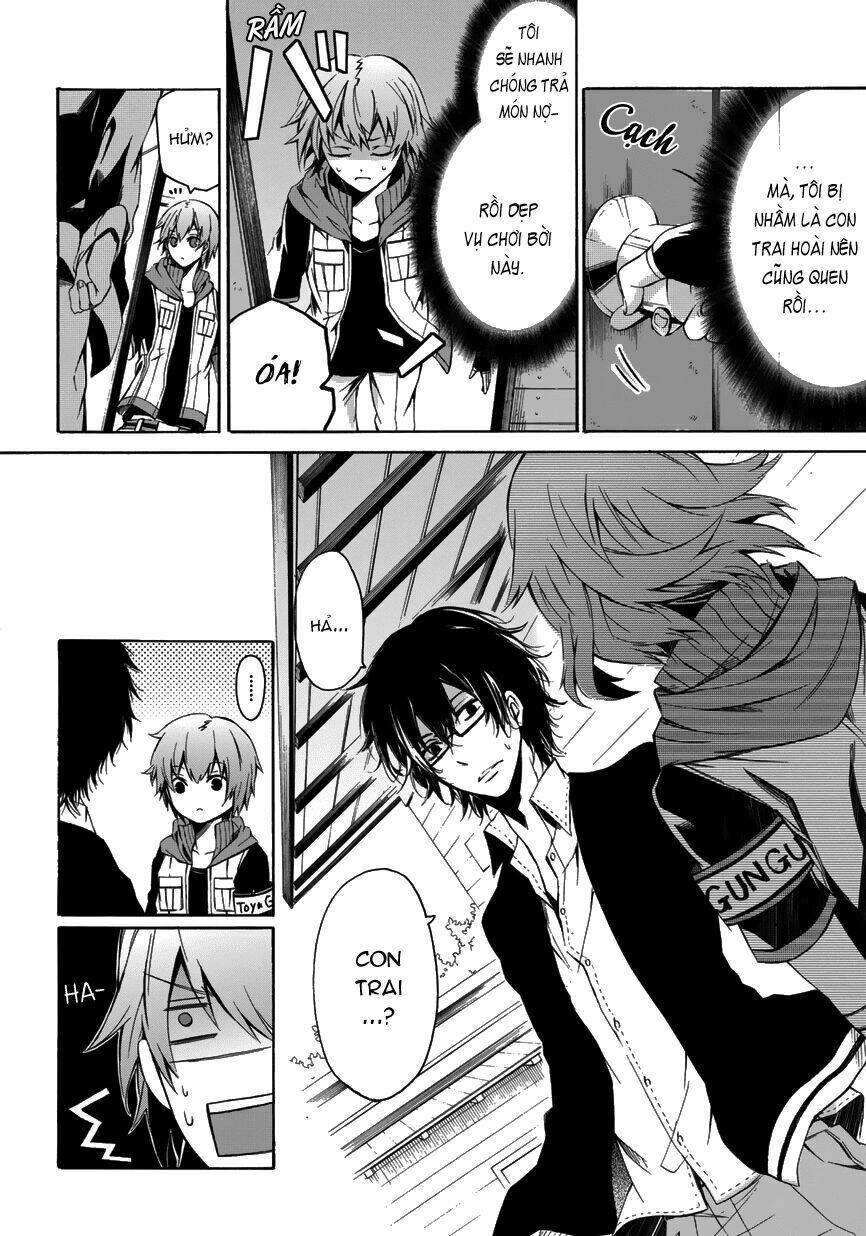 ...
MÀ, TÔI BỊ
NHẦM LÀ CON
TRAI HOÀI NÊN
CŨNG QUEN
RỒI...
Cạch
TÔI
SẼ NHANH
CHÓNG TRẢ
MÓN NỢ-
RỒI DẸP
VỤ CHƠI BỜI
NÀY.
RẦM
ÓA!
HỬM?
HẢ...
GUNGU
CON
TRAI
...?
......
TOY☆G
HA-